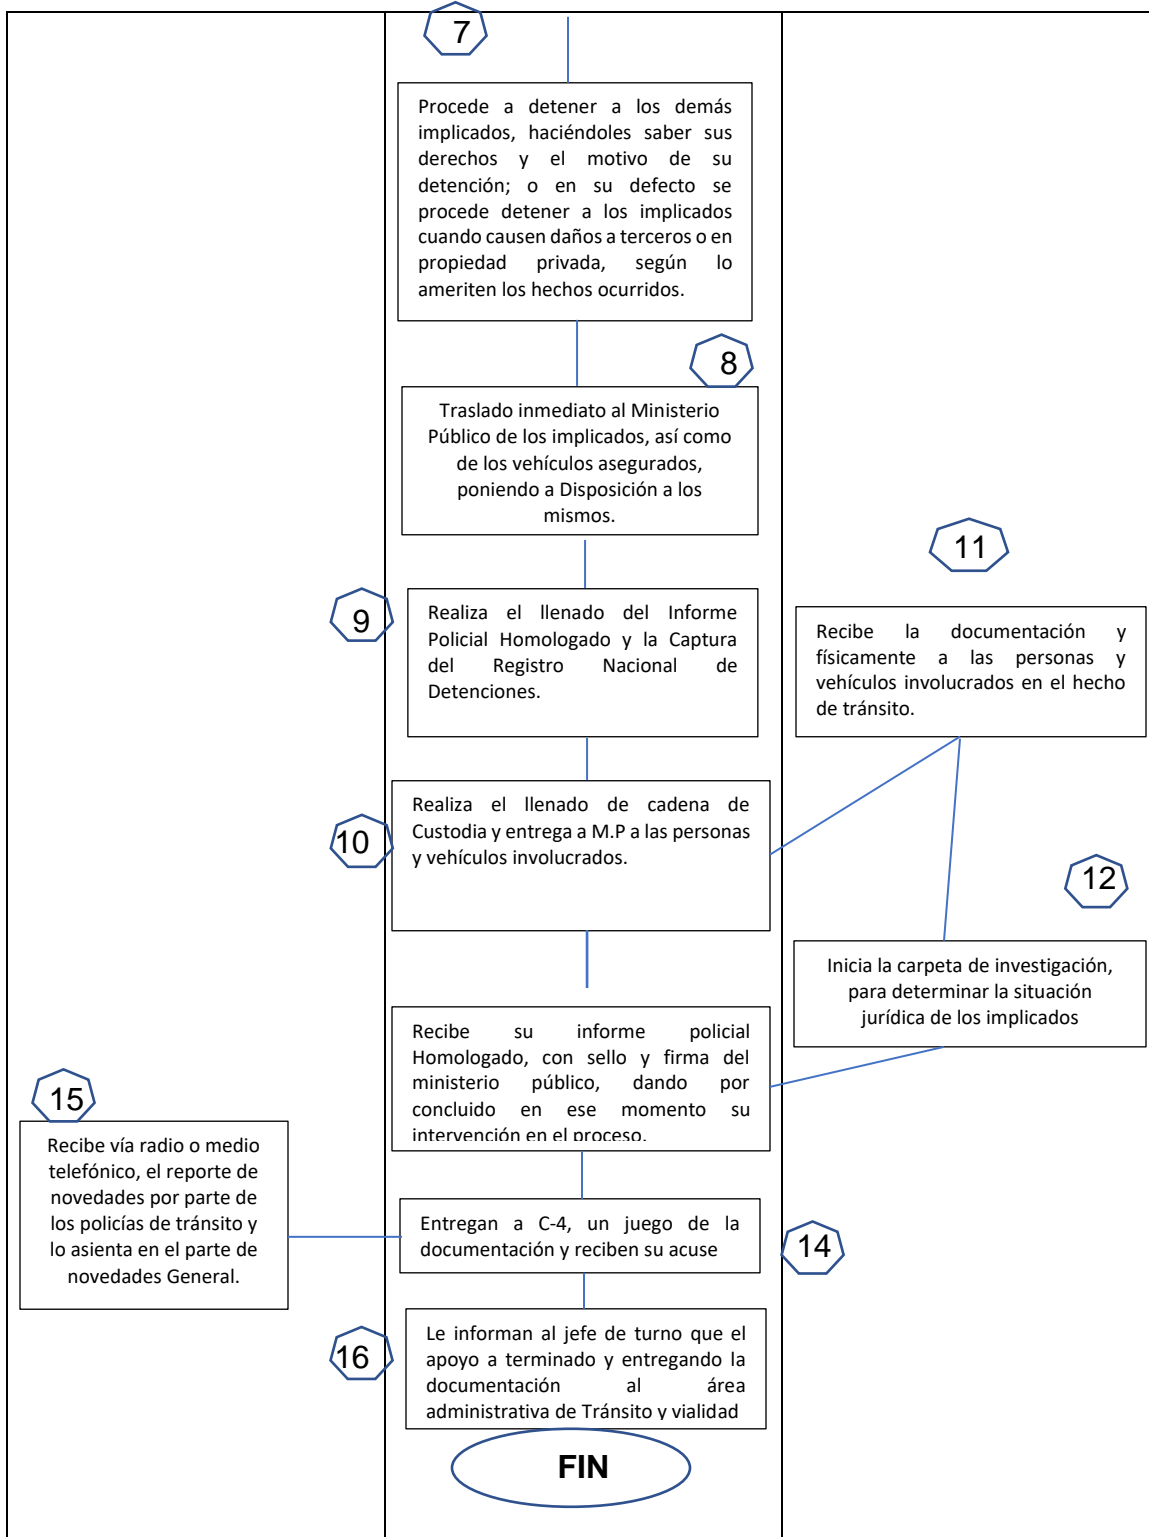 7
Procede a detener a los demás
implicados, haciéndoles saber sus
derechos y el motivo de su
detención; o en su defecto se
procede detener a los implicados
cuando causen daños a terceros o en
propiedad privada, según lo
ameriten los hechos ocurridos.
8
Traslado inmediato al Ministerio
Público de los implicados, así como
de los vehículos asegurados,
poniendo a Disposición a los
mismos.
9
Realiza el llenado del Informe
Policial Homologado y la Captura
del Registro Nacional de
Detenciones.
10
Realiza el llenado de cadena de
Custodia y entrega a M.P a las personas
y vehículos involucrados.
11
Recibe la documentación y
físicamente a las personas y
vehículos involucrados en el hecho
de tránsito.
12
Inicia la carpeta de investigación,
para determinar la situación
jurídica de los implicados
Recibe su informe policial
Homologado, con sello y firma del
ministerio público, dando por
concluido en ese momento su
intervención en el proceso.
14
Entregan a C-4, un juego de la
documentación y reciben su acuse
15
Recibe vía radio o medio
telefónico, el reporte de
novedades por parte de
los policías de tránsito y
lo asienta en el parte de
novedades General.
16
Le informan al jefe de turno que el
apoyo a terminado y entregando la
documentación al área
administrativa de Tránsito y vialidad
FIN